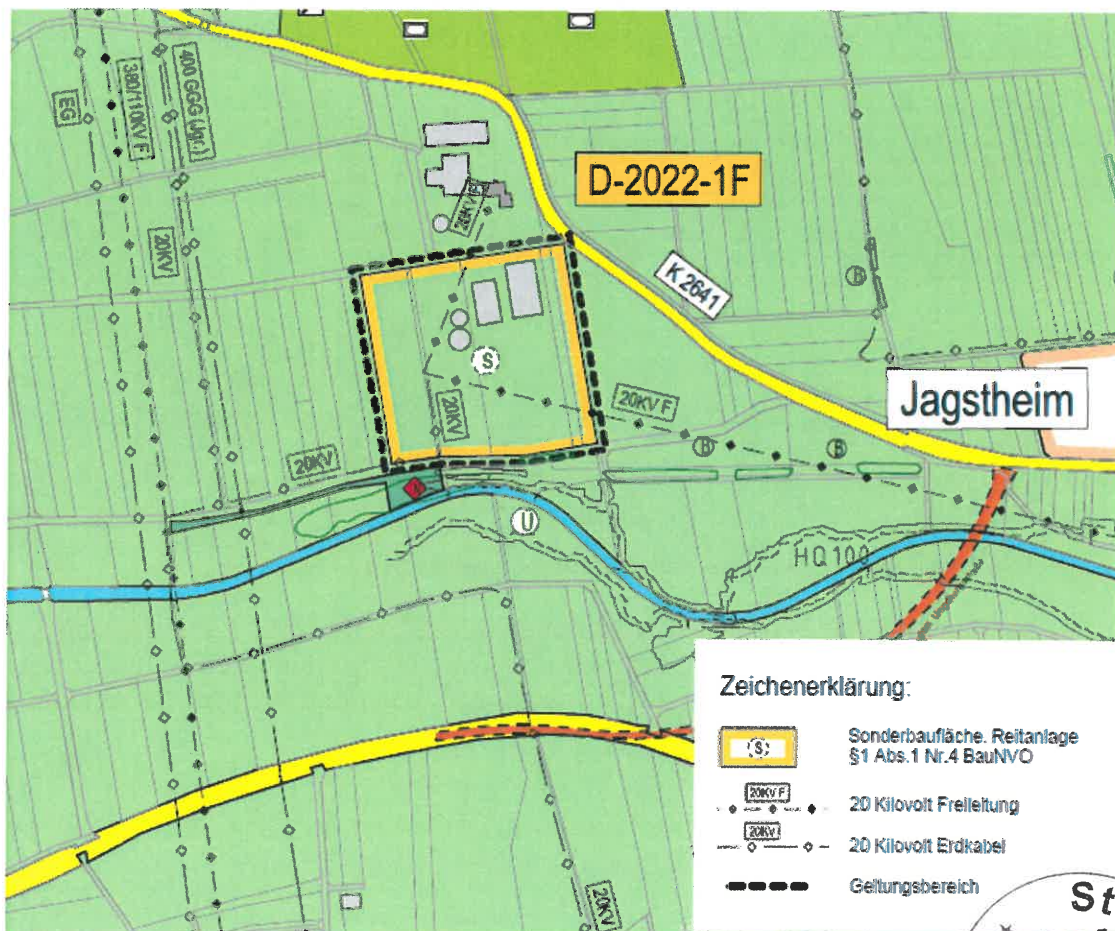 EG
380/110KV F
400 GGG (Jgr.)
20KV
20KV F
D-2022-1F
K 2641
B
S
20KV
20KV F
Jagstheim
20KV
B
B
U
HQ 100
20KV
Zeichenerklärung:
S
Sonderbaufläche. Reitanlage
§1 Abs.1 Nr.4 BauNVO
20KV F
20 Kilovolt Freileitung
20KV
20 Kilovolt Erdkabel
Geltungsbereich
St